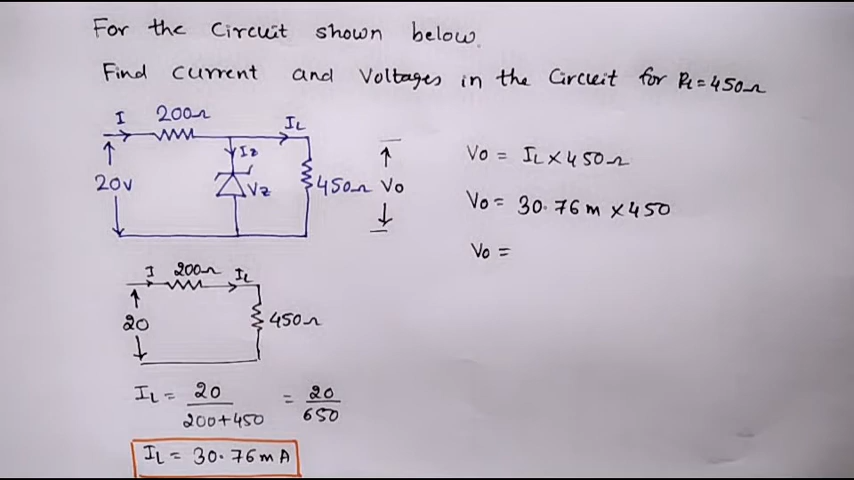 For the Circuit shown below.
Find current and Voltages in the Circuit for RL = 450Ω
I 200Ω IL
Iz
20v Vz 450Ω Vo
Vo = IL × 450Ω
Vo = 30.76m × 450
Vo =
I 200Ω IL
20 450Ω
IL = 20 / 200+450 = 20 / 650
IL = 30.76mA